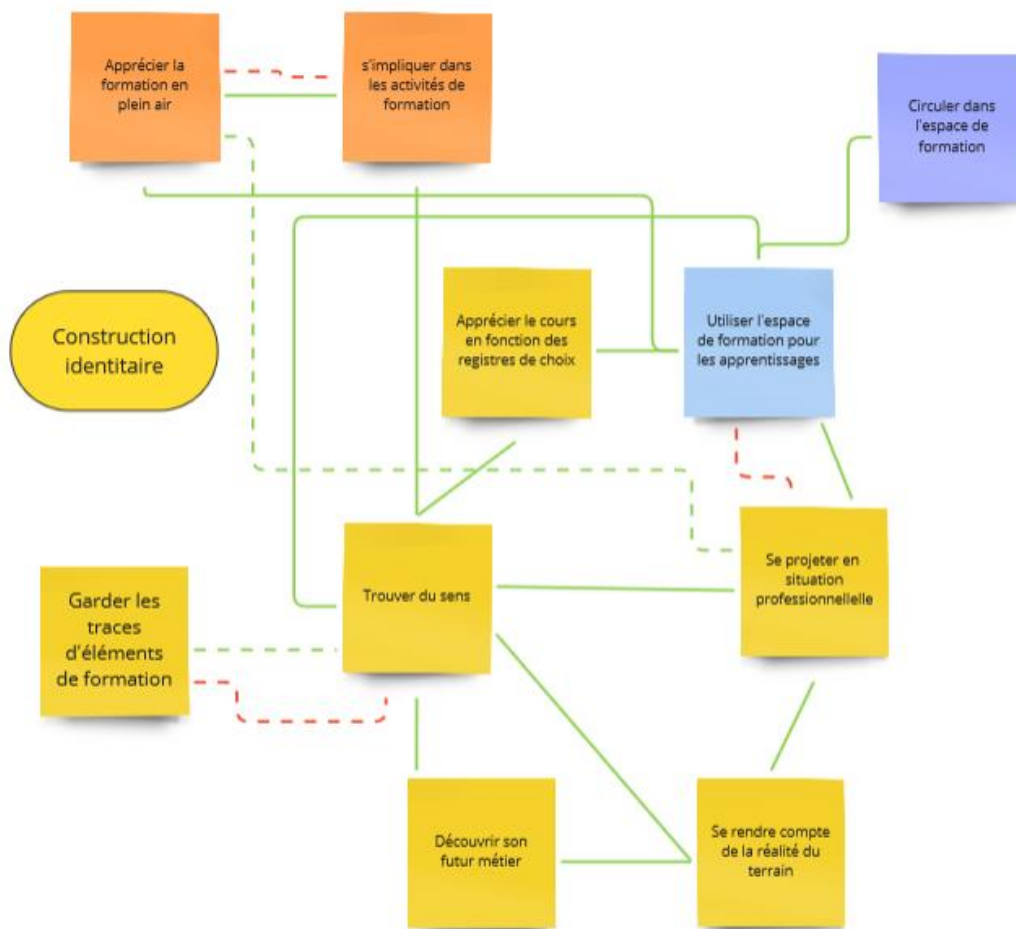 Apprécier la
formation en
plein air
s'impliquer dans
les activités de
formation
Circuler dans
l'espace de
formation
Construction
identitaire
Apprécier le cours
en fonction des
registres de choix
Utiliser l'espace
de formation pour
les apprentissages
Garder les
traces
d'éléments
de formation
Trouver du sens
Se projeter en
situation
professionnellelle
Découvrir son
futur métier
Se rendre compte
de la réalité du
terrain